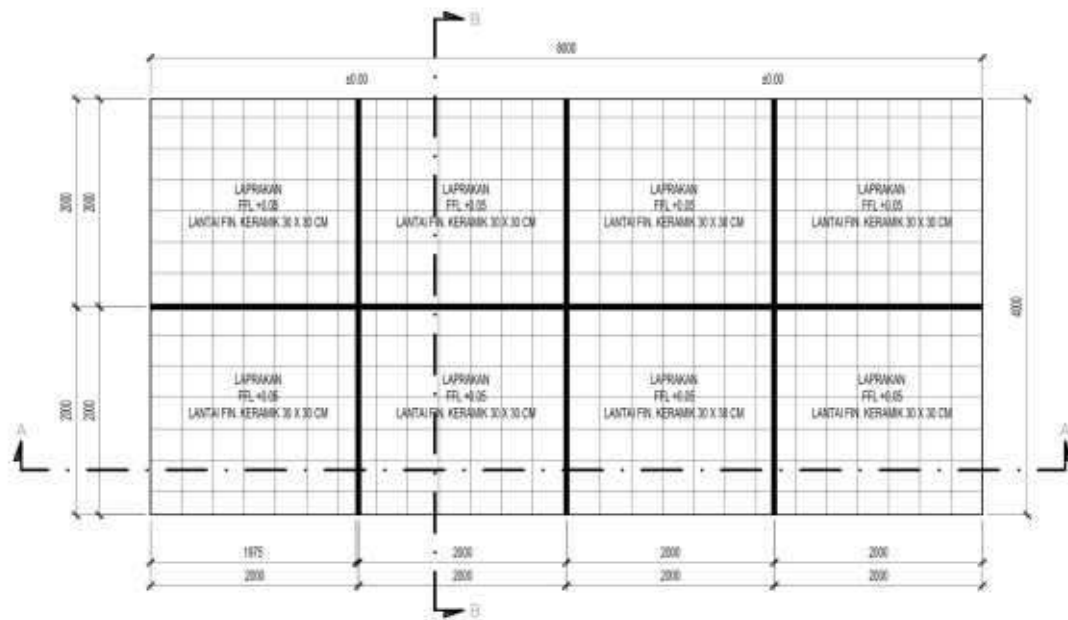 B
8000
±0.00 ±0.00
LAPRAKAN LAPRAKAN LAPRAKAN LAPRAKAN
FFL +0.05 FFL +0.05 FFL +0.05 FFL +0.05
LANTAI FIN. KERAMIK 30 X 30 CM LANTAI FIN. KERAMIK 30 X 30 CM LANTAI FIN. KERAMIK 30 X 30 CM LANTAI FIN. KERAMIK 30 X 30 CM
2000 2000
4000
LAPRAKAN LAPRAKAN LAPRAKAN LAPRAKAN
FFL +0.05 FFL +0.05 FFL +0.05 FFL +0.05
LANTAI FIN. KERAMIK 30 X 30 CM LANTAI FIN. KERAMIK 30 X 30 CM LANTAI FIN. KERAMIK 30 X 30 CM LANTAI FIN. KERAMIK 30 X 30 CM
2000 2000
A A
1975 2000 2000 2000
2000 2000 2000 2000
B